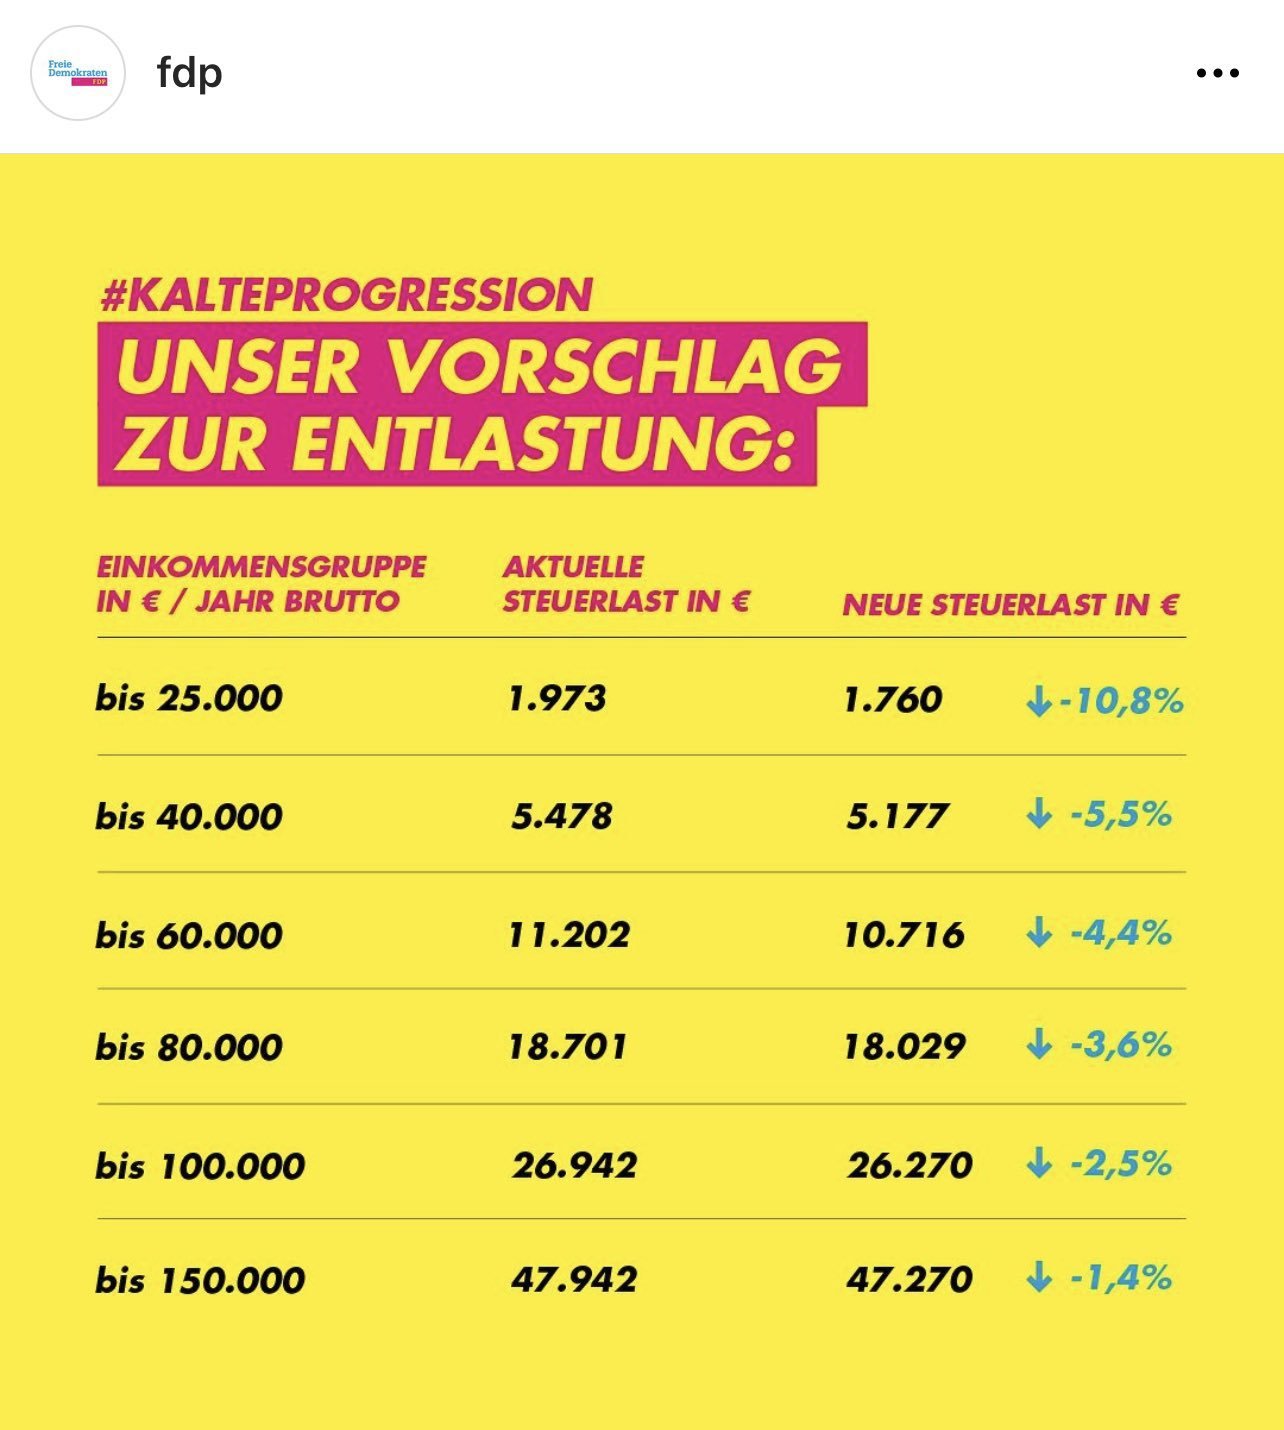 Freie
Demokraten
FDP
fdp
#KALTEPROGRESSION
UNSER VORSCHLAG
ZUR ENTLASTUNG:
EINKOMMENSGRUPPE
IN € / JAHR BRUTTO
AKTUELLE
STEUERLAST IN €
NEUE STEUERLAST IN €
bis 25.000 1.973 1.760 -10,8%
bis 40.000 5.478 5.177 -5,5%
bis 60.000 11.202 10.716 -4,4%
bis 80.000 18.701 18.029 -3,6%
bis 100.000 26.942 26.270 -2,5%
bis 150.000 47.942 47.270 -1,4%